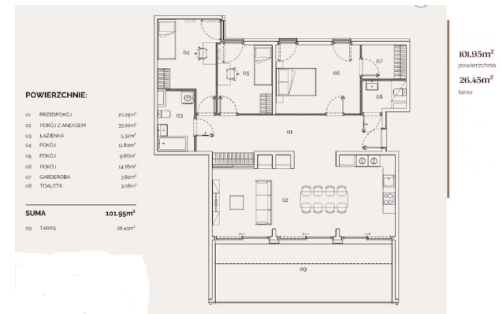 POWIERZCHNIE:
01 PRZEDPOKÓJ 20.25m²
02 POKÓJ Z ANEKSEM 33.20m²
03 ŁAZIENKA 5.32m²
04 POKÓJ 11.84m²
05 POKÓJ 9.66m²
06 POKÓJ 14.76m²
07 GARDEROBA 3.82m²
08 TOALETA 3.08m²
SUMA 101.95m²
09 TARAS 26.45m²
04
05
06
07
08
03
01
02
09
101.95m²
powierzchnia
26.45m²
taras